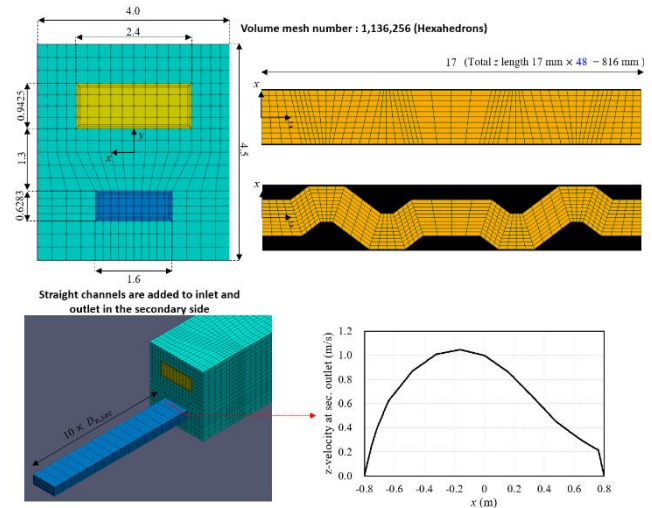 4.0
2.4
Volume mesh number : 1,136,256 (Hexahedrons)
17 (Total z length 17 mm × 48 − 816 mm )
0.9425
x
y
x
1.3
4.5
0.6283
x
1.6
Straight channels are added to inlet and
outlet in the secondary side
10 × D
z-velocity at sec. outlet (m/s)
1.2
1.0
0.8
0.6
0.4
0.2
0.0
-0.8 -0.6 -0.4 -0.2 0 0.2 0.4 0.6 0.8
x (m)